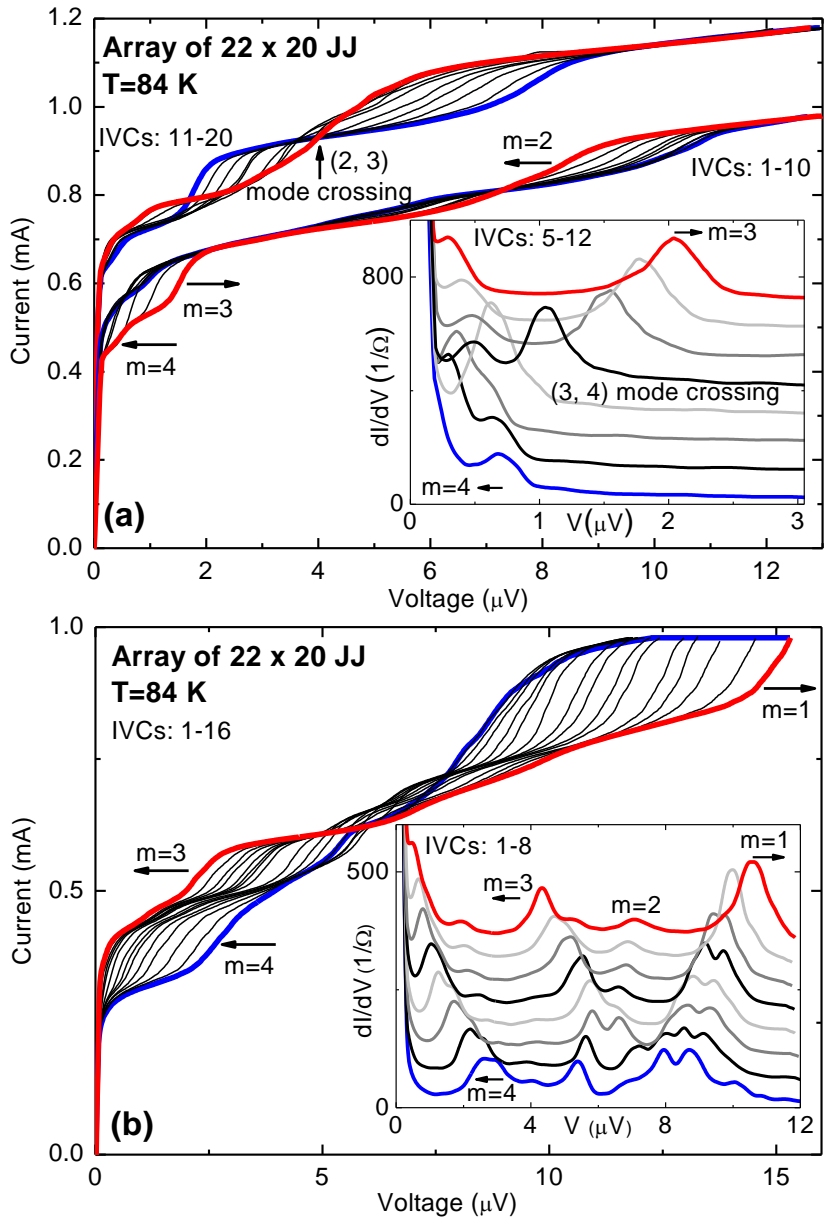 1.2
1.0
0.8
0.6
0.4
0.2
0.0
Current (mA)
Array of 22 x 20 JJ
T=84 K
IVCs: 11-20
(2, 3)
mode crossing
m=2
IVCs: 1-10
m=3
m=4
(a)
IVCs: 5-12
m=3
800
0
dI/dV (1/Ω)
(3, 4) mode crossing
m=4
0
1
2
3
V(μV)
0
2
4
6
8
10
12
Voltage (μV)
1.0
0.5
0.0
Current (mA)
Array of 22 x 20 JJ
T=84 K
IVCs: 1-16
m=1
m=3
m=4
(b)
IVCs: 1-8
m=1
m=3
m=2
500
0
dI/dV (1/Ω)
m=4
0
4
8
12
V (μV)
0
5
10
15
Voltage (μV)